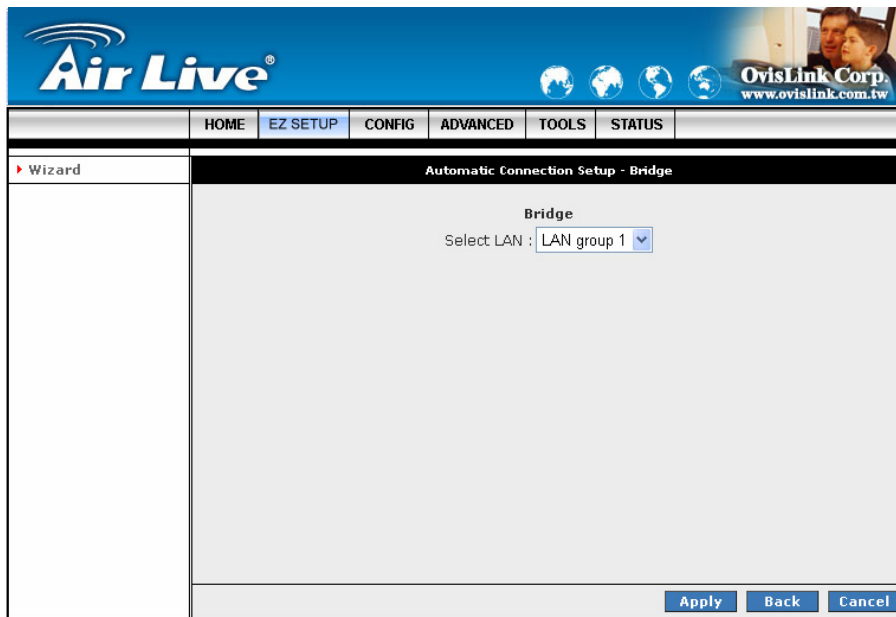 Air Live®
OvisLink Corp.
www.ovislink.com.tw
HOME EZ SETUP CONFIG ADVANCED TOOLS STATUS
Wizard
Automatic Connection Setup - Bridge
Bridge
Select LAN : LAN group 1
Apply Back Cancel